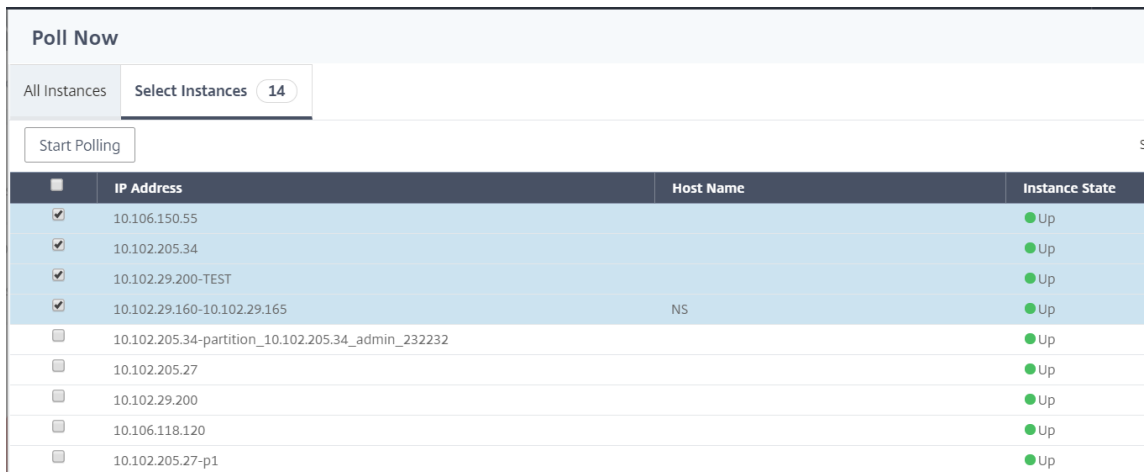 Poll Now
All Instances Select Instances 14
Start Polling
IP Address Host Name Instance State
10.106.150.55 Up
10.102.205.34 Up
10.102.29.200-TEST Up
10.102.29.160-10.102.29.165 NS Up
10.102.205.34-partition_10.102.205.34_admin_232232 Up
10.102.205.27 Up
10.102.29.200 Up
10.106.118.120 Up
10.102.205.27-p1 Up